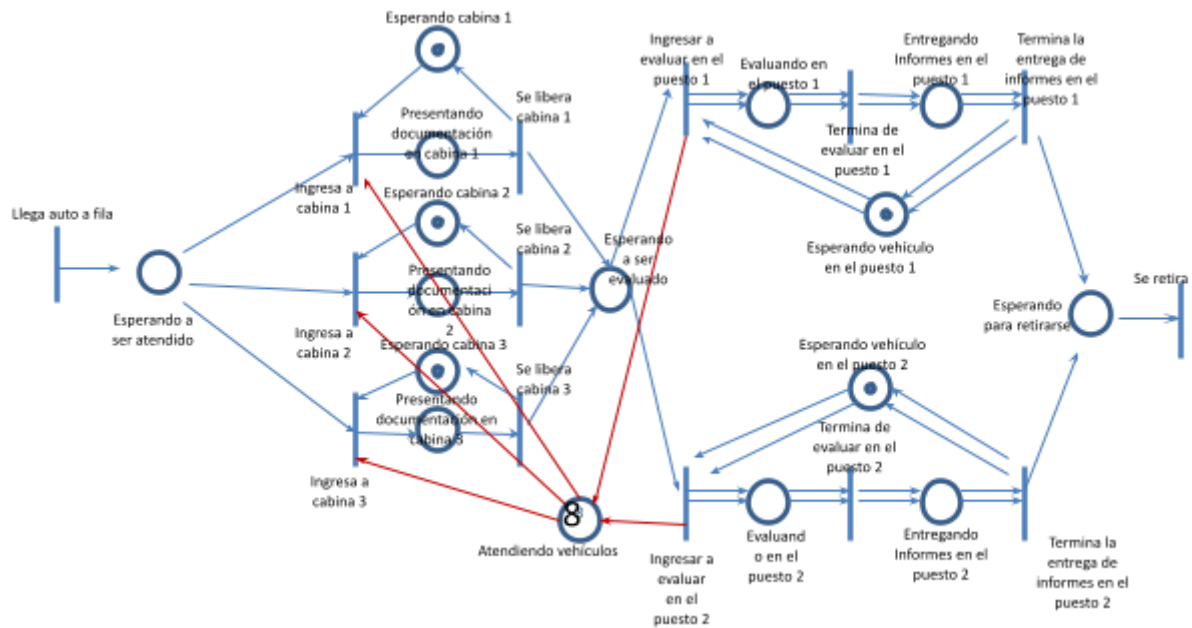 Esperando cabina 1
Ingresar a
evaluar en el
puesto 1
Evaluando en
el puesto 1
Entregando
Informes en el
puesto 1
Termina la
entrega de
informes en el
puesto 1
Se libera
cabina 1
Presentando
documentación
en cabina 1
Termina de
evaluar en el
puesto 1
Ingresa a
cabina 1
Esperando cabina 2
Llega auto a fila
Se libera
cabina 2
Esperando
a ser
evaluado
Esperando vehículo
en el puesto 1
Presentando
documentaci
ón en cabina
2
Se retira
Esperando
para retirarse
Esperando a
ser atendido
Ingresa a
cabina 2
Esperando cabina 3
Esperando vehículo
en el puesto 2
Se libera
cabina 3
Presentando
documentación en
cabina 3
Termina de
evaluar en el
puesto 2
Ingresa a
cabina 3
8
Atendiendo vehículos
Ingresar a
evaluar
en el
puesto 2
Evaluand
o en el
puesto 2
Entregando
Informes en el
puesto 2
Termina la
entrega de
informes en el
puesto 2